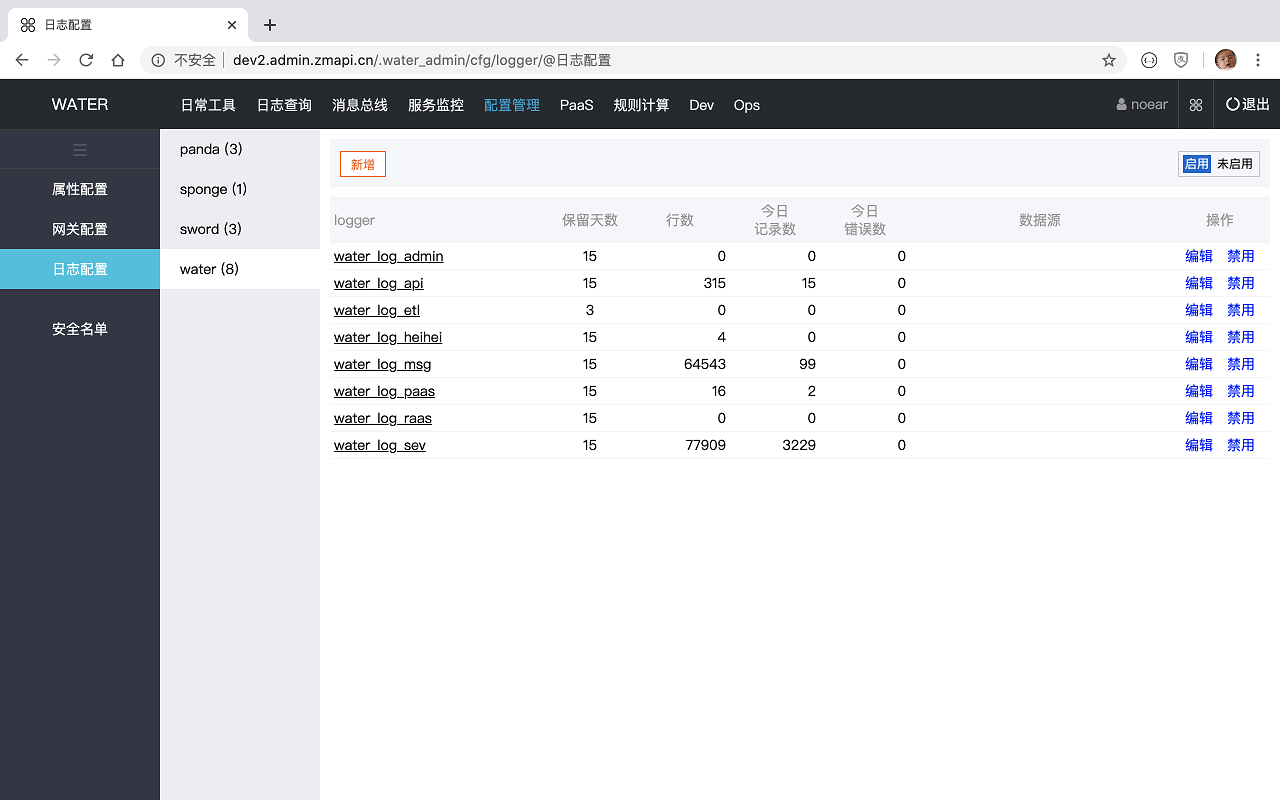 日志配置
不安全 dev2.admin.zmapi.cn/.water_admin/cfg/logger/@日志配置
WATER 日常工具 日志查询 消息总线 服务监控 配置管理 PaaS 规则计算 Dev Ops noear 退出
属性配置
网关配置
日志配置
安全名单
panda (3)
sponge (1)
sword (3)
water (8)
新增 启用 未启用
logger 保留天数 行数 今日记录数 今日错误数 数据源 操作
water_log_admin 15 0 0 0 编辑 禁用
water_log_api 15 315 15 0 编辑 禁用
water_log_etl 3 0 0 0 编辑 禁用
water_log_heihei 15 4 0 0 编辑 禁用
water_log_msg 15 64543 99 0 编辑 禁用
water_log_paas 15 16 2 0 编辑 禁用
water_log_raas 15 0 0 0 编辑 禁用
water_log_sev 15 77909 3229 0 编辑 禁用